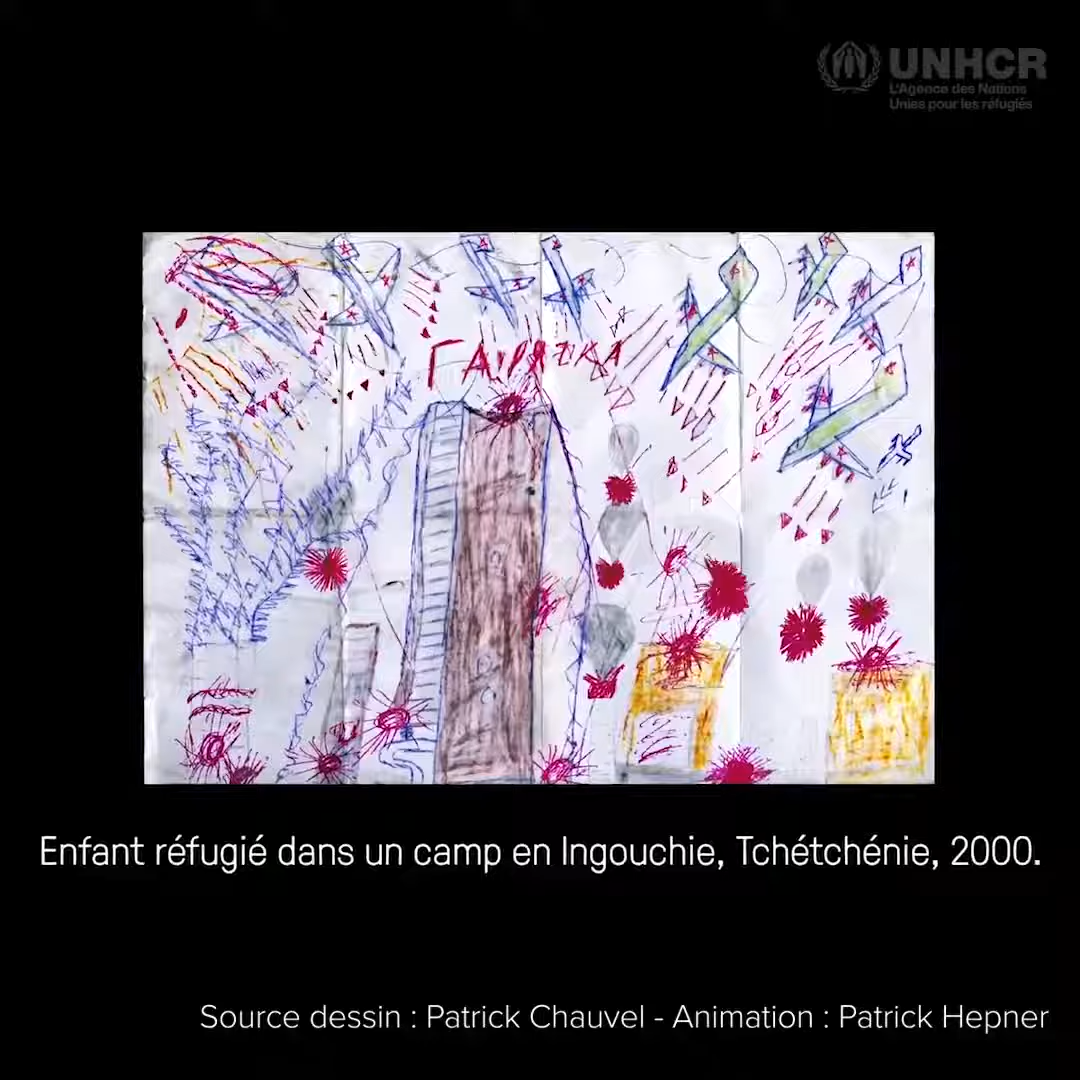 UNHCR
L'Agence des Nations
Unies pour les réfugiés
Enfant réfugié dans un camp en Ingouchie, Tchétchénie, 2000.
Source dessin : Patrick Chauvel - Animation : Patrick Hepner